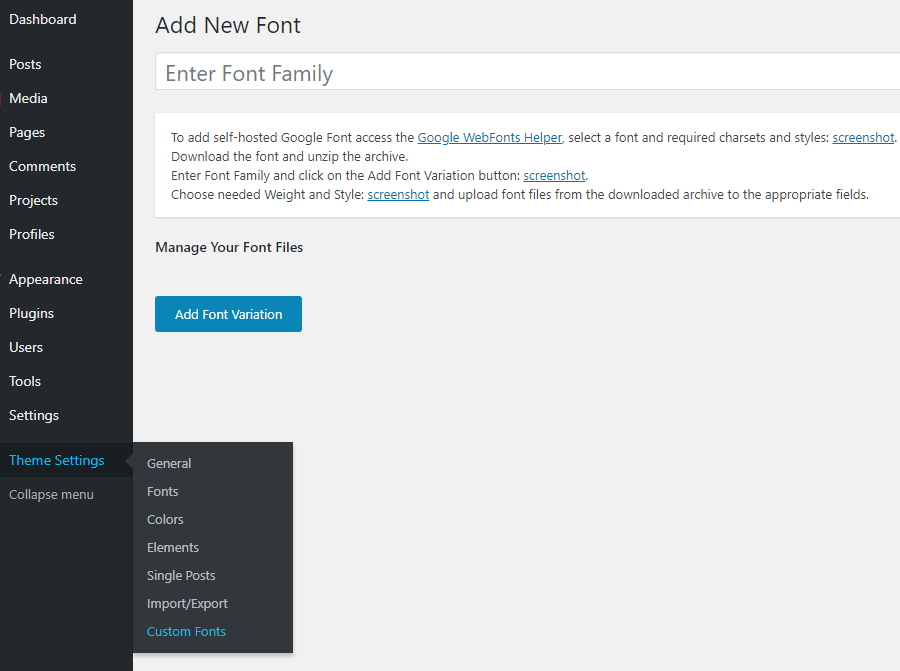 Dashboard
Posts
Media
Pages
Comments
Projects
Profiles
Appearance
Plugins
Users
Tools
Settings
Theme Settings
Collapse menu
General
Fonts
Colors
Elements
Single Posts
Import/Export
Custom Fonts
Add New Font
Enter Font Family
To add self-hosted Google Font access the Google WebFonts Helper, select a font and required charsets and styles: screenshot.
Download the font and unzip the archive.
Enter Font Family and click on the Add Font Variation button: screenshot.
Choose needed Weight and Style: screenshot and upload font files from the downloaded archive to the appropriate fields.
Manage Your Font Files
Add Font Variation